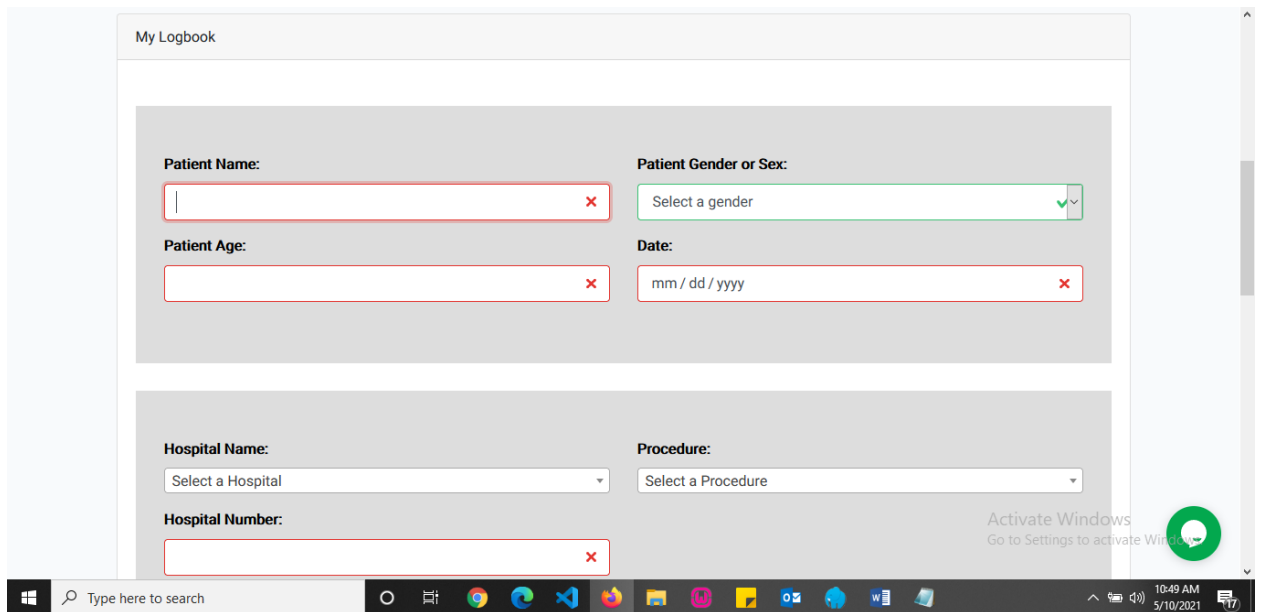 My Logbook
Patient Name:
Patient Gender or Sex:
Select a gender
Patient Age:
Date:
mm / dd / yyyy
Hospital Name:
Procedure:
Select a Hospital
Select a Procedure
Hospital Number:
Activate Windows
Go to Settings to activate Windows.
Type here to search
10:49 AM
5/10/2021
17